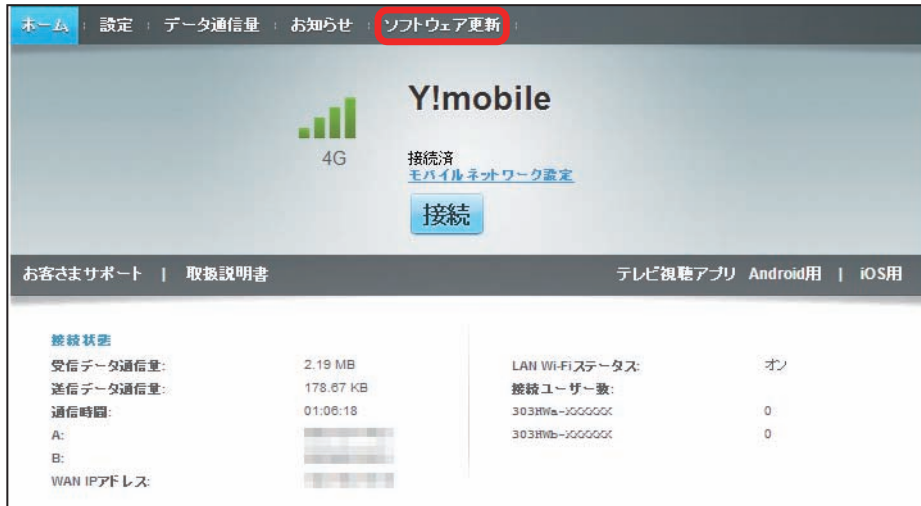 ホーム 設定 データ通信量 お知らせ ソフトウェア更新
Y!mobile
4G
接続済
モバイルネットワーク設定
接続
お客さまサポート | 取扱説明書 テレビ視聴アプリ Android用 | iOS用
接続状態
受信データ通信量: 2.19 MB LAN Wi-Fiステータス: オン
送信データ通信量: 178.67 KB 接続ユーザー数:
通信時間: 01:06:18 303HWa-XXXXXX 0
A: 303HWb-XXXXXX 0
B:
WAN IPアドレス: